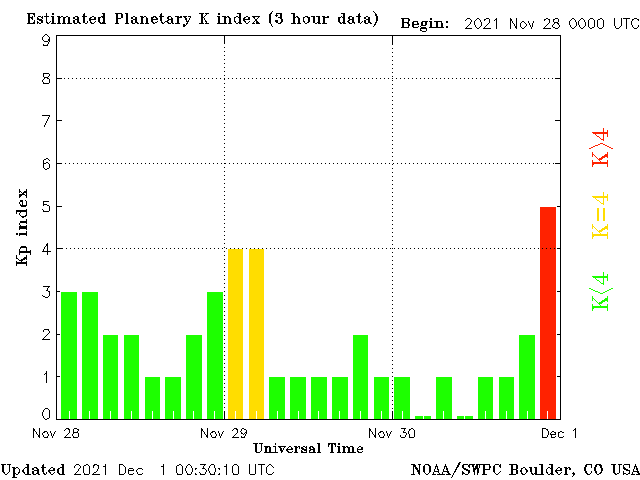 Estimated Planetary K index (3 hour data) Begin: 2021 Nov 28 0000 UTC
9
8
7
6
5
4
3
2
1
0
Kp index
K>4
K=4
K<4
Nov 28 Nov 29 Nov 30 Dec 1
Universal Time
Updated 2021 Dec 1 00:30:10 UTC NOAA/SWPC Boulder, CO USA